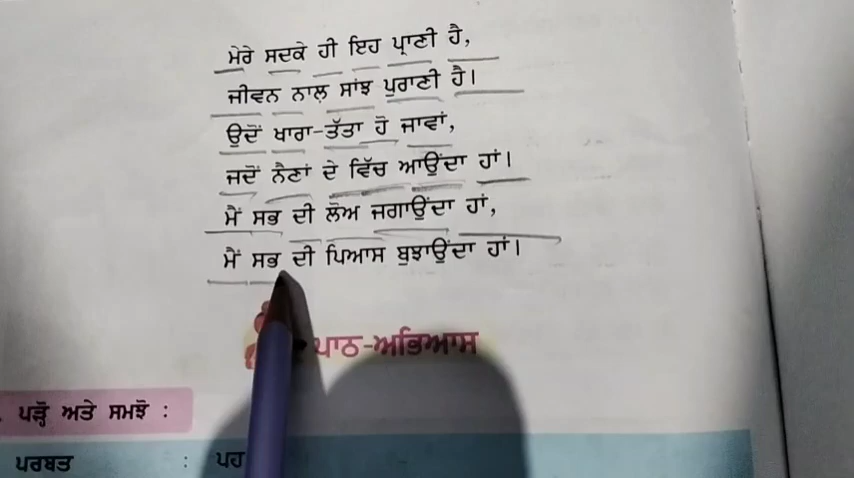 ਮੇਰੇ ਸਦਕੇ ਹੀ ਇਹ ਪ੍ਰਾਣੀ ਹੈ,
ਜੀਵਨ ਨਾਲ਼ ਸਾਂਝ ਪੁਰਾਣੀ ਹੈ।
ਉਦੋਂ ਖਾਰਾ-ਤੱਤਾ ਹੋ ਜਾਵਾਂ,
ਜਦੋਂ ਨੈਣਾਂ ਦੇ ਵਿੱਚ ਆਉਂਦਾ ਹਾਂ।
ਮੈਂ ਸਭ ਦੀ ਲੋਅ ਜਗਾਉਂਦਾ ਹਾਂ,
ਮੈਂ ਸਭ ਦੀ ਪਿਆਸ ਬੁਝਾਉਂਦਾ ਹਾਂ।
ਪਾਠ-ਅਭਿਆਸ
ਪੜ੍ਹੋ ਅਤੇ ਸਮਝੋ :
ਪਰਬਤ :